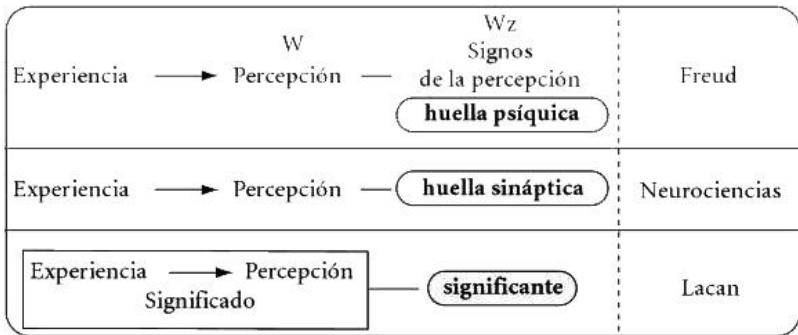 W
Wz
Signos
Experiencia Percepción de la percepción Freud
huella psíquica
Experiencia Percepción huella sináptica Neurociencias
Experiencia Percepción
Significado
significante Lacan